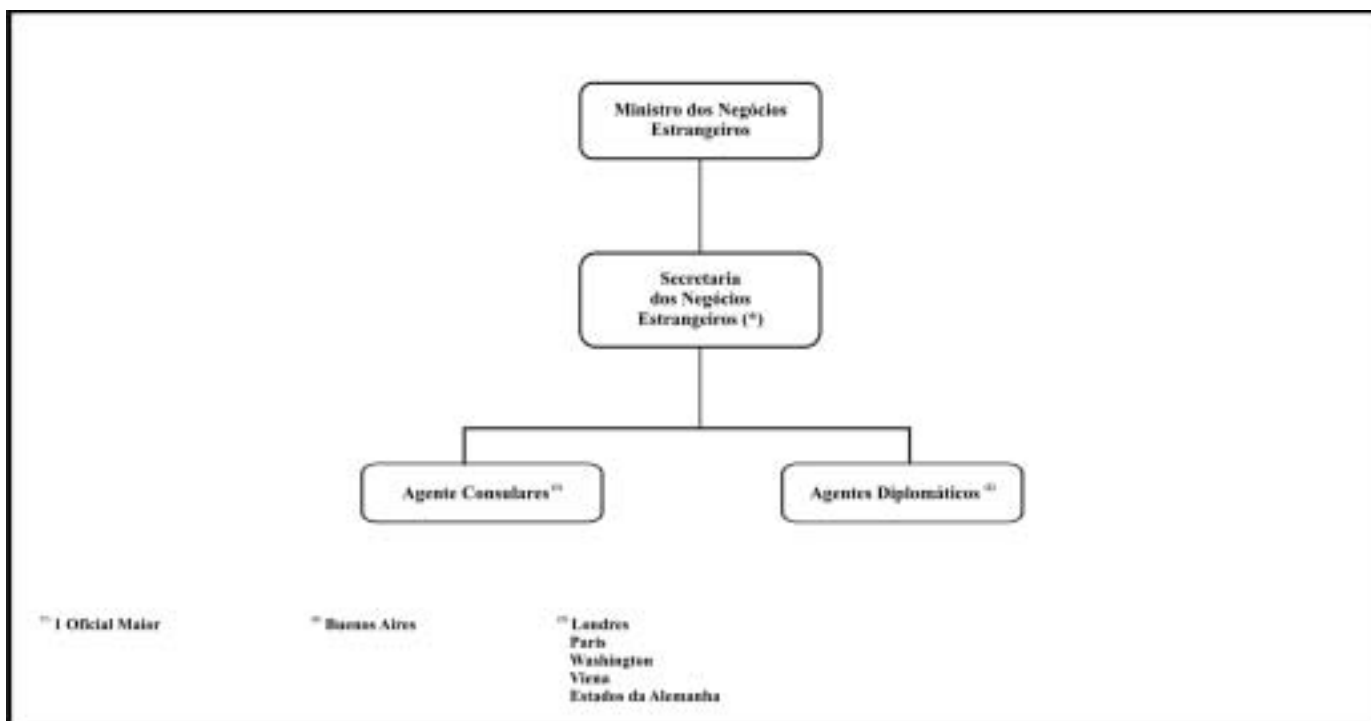 Ministro dos Negócios
Estrangeiros
Secretaria
dos Negócios
Estrangeiros (*)
Agente Consulares
Agentes Diplomáticos
1 Oficial Maior
Buenos Aires
Londres
Paris
Washington
Viena
Estados da Alemanha